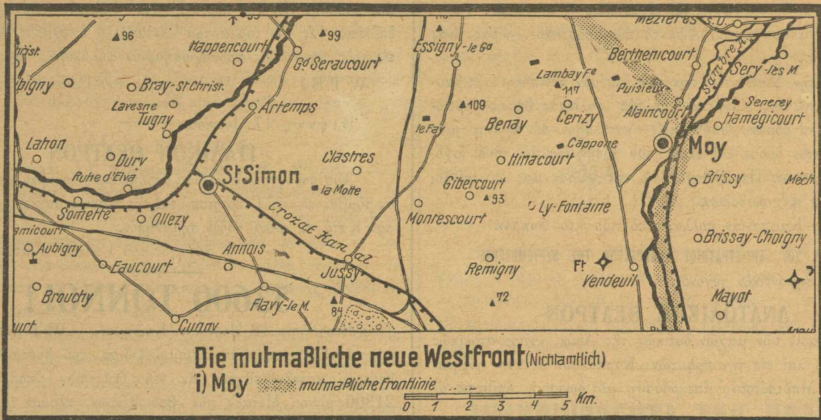 Mézières s.O.
96
99
Happencourt
Gd Seraucourt
Essigny-le Gd
Berthenicourt
Sambre
Sery-les M.
Lambay Fe
117
Puisieux
Bray-St Christ.
Lavesne
Tugny
Artemps
109
le Fay
Benay
Cerizy
Alaincourt
Senerey
Hamégicourt
Cappone
Moy
Lahon
Dury
Ruhe d'Elva
St Simon
Clastres
la Motte
Hinacourt
Gibercourt
93
Brissy
Méch
Somette
Ollezy
Crozat Kanal
Montescourt
Ly-Fontaine
Aubigny
Eaucourt
Annois
Jussy
Remigny
Ft
Vendeuil
Brissay-Choigny
Brouchy
Flavy-le M.
84
72
Mayot
Cugny
Die mutmaßliche neue Westfront (Nichtamtlich)
i) Moy mutmaßliche Frontlinie
0 1 2 3 4 5 Km.